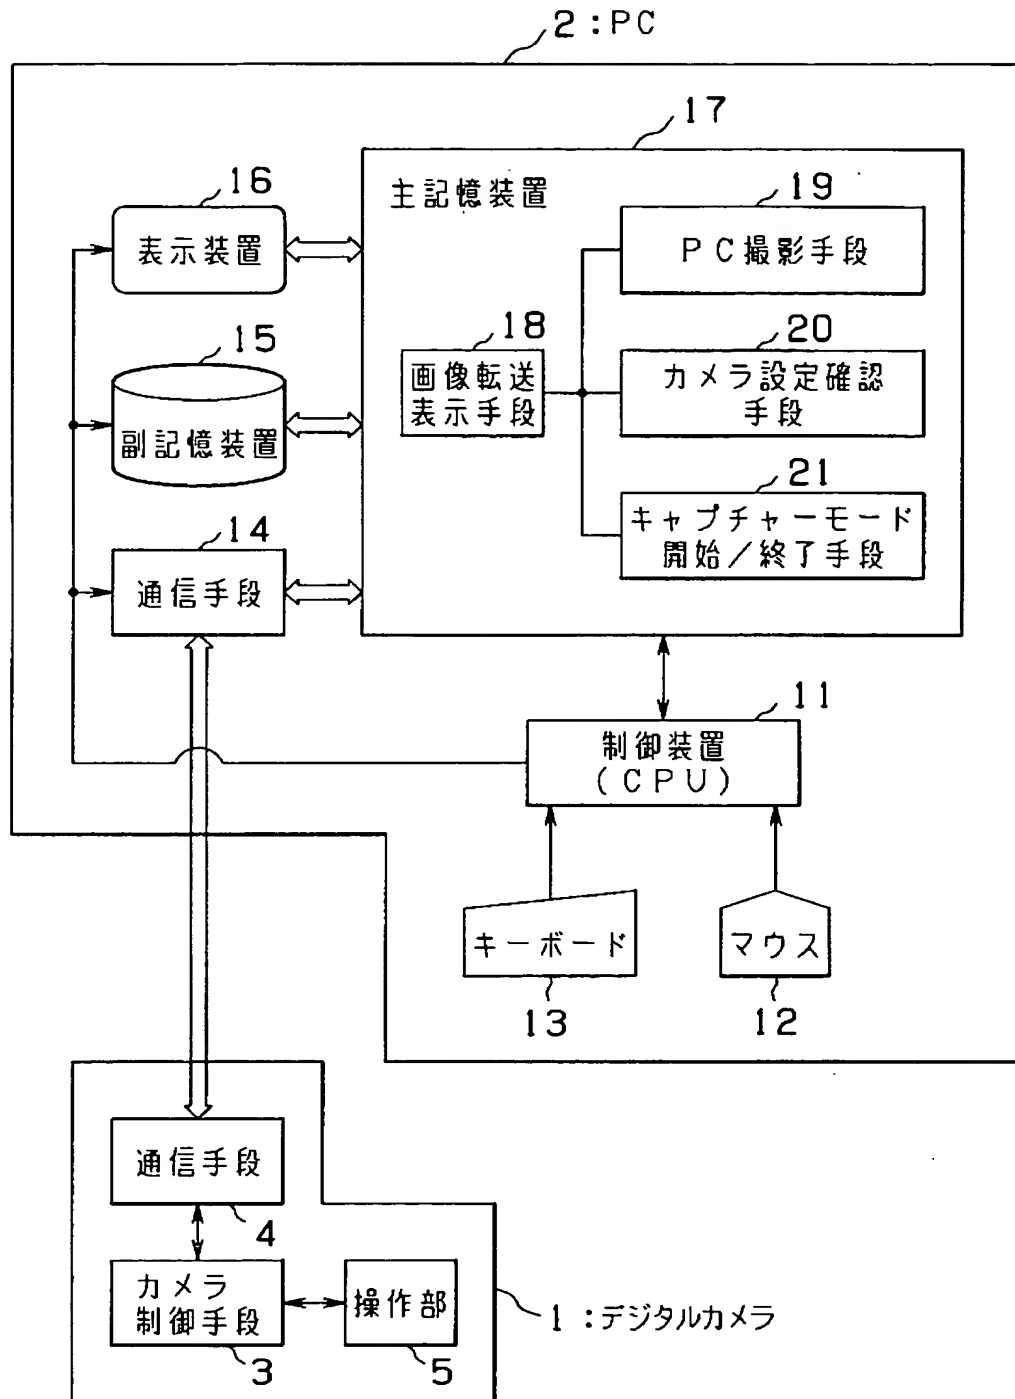 2:PC
17
主記憶装置
16
表示装置
19
PC撮影手段
15
副記憶装置
18
画像転送
表示手段
20
カメラ設定確認
手段
14
通信手段
21
キャプチャーモード
開始/終了手段
11
制御装置
(CPU)
キーボード
13
マウス
12
通信手段
4
カメラ
制御手段
3
操作部
5
1:デジタルカメラ